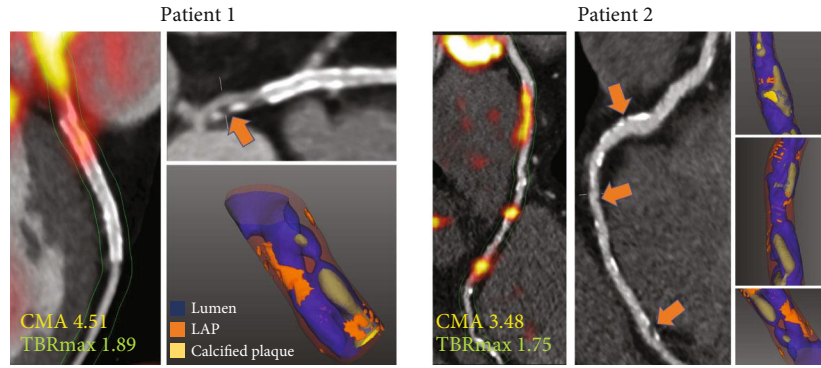 Patient 1
CMA 4.51
TBRmax 1.89
Lumen
LAP
Calcified plaque
Patient 2
CMA 3.48
TBRmax 1.75